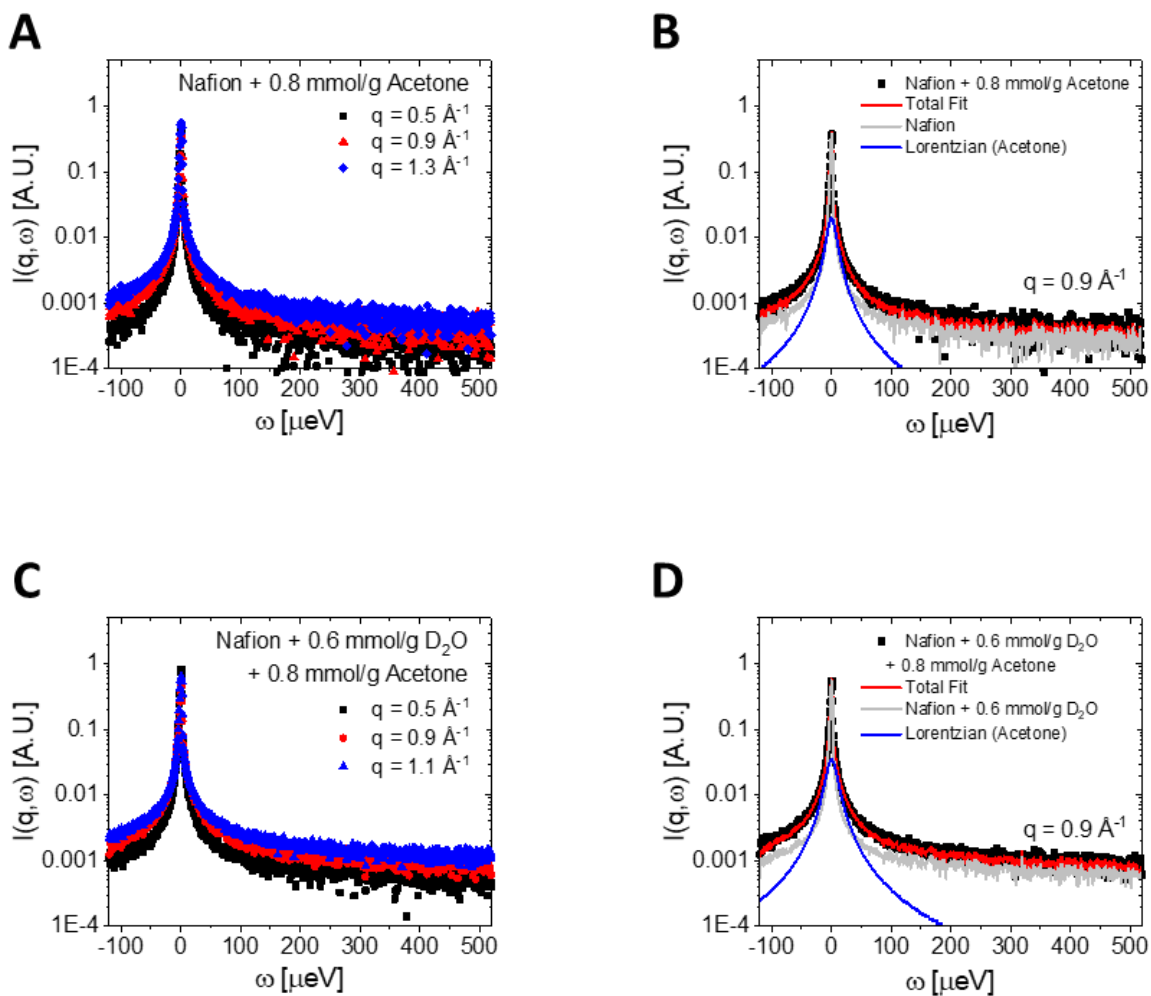 A
Nafion + 0.8 mmol/g Acetone
q = 0.5 Å⁻¹
q = 0.9 Å⁻¹
q = 1.3 Å⁻¹
I(q,ω) [A.U.]
1
0.1
0.01
0.001
1E-4
-100 0 100 200 300 400 500
ω [μeV]
B
Nafion + 0.8 mmol/g Acetone
Total Fit
Nafion
Lorentzian (Acetone)
q = 0.9 Å⁻¹
I(q,ω) [A.U.]
1
0.1
0.01
0.001
1E-4
-100 0 100 200 300 400 500
ω [μeV]
C
Nafion + 0.6 mmol/g D₂O
+ 0.8 mmol/g Acetone
q = 0.5 Å⁻¹
q = 0.9 Å⁻¹
q = 1.1 Å⁻¹
I(q,ω) [A.U.]
1
0.1
0.01
0.001
1E-4
-100 0 100 200 300 400 500
ω [μeV]
D
Nafion + 0.6 mmol/g D₂O
+ 0.8 mmol/g Acetone
Total Fit
Nafion + 0.6 mmol/g D₂O
Lorentzian (Acetone)
q = 0.9 Å⁻¹
I(q,ω) [A.U.]
1
0.1
0.01
0.001
1E-4
-100 0 100 200 300 400 500
ω [μeV]